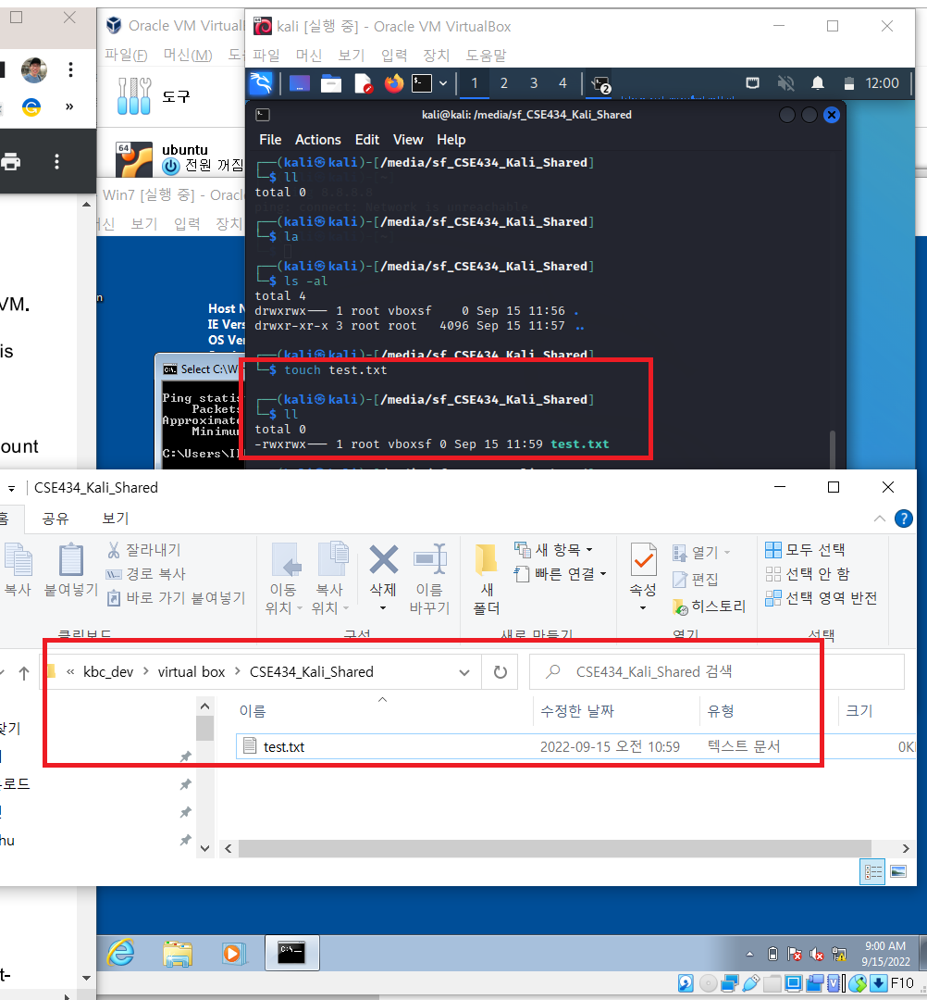 Oracle VM VirtualI
파일(F) 머신(M) 도
도구
64
ubuntu
전원 꺼짐
Win7 [실행 중] - Oracl
머신 보기 입력 장치
kali [실행 중] - Oracle VM VirtualBox
파일 머신 보기 입력 장치 도움말
1 2 3 4
2
12:00
kali@kali: /media/sf_CSE434_Kali_Shared
File Actions Edit View Help
┌──(kali㉿kali)-[/media/sf_CSE434_Kali_Shared]
└─$ ll
total 0
┌──(kali㉿kali)-[/media/sf_CSE434_Kali_Shared]
└─$ la
┌──(kali㉿kali)-[/media/sf_CSE434_Kali_Shared]
└─$ ls -al
total 4
drwxrwx--- 1 root vboxsf    0 Sep 15 11:56 .
drwxr-xr-x 3 root root   4096 Sep 15 11:57 ..
┌──(kali㉿kali)-[/media/sf_CSE434_Kali_Shared]
└─$ touch test.txt
┌──(kali㉿kali)-[/media/sf_CSE434_Kali_Shared]
└─$ ll
total 0
-rwxrwx--- 1 root vboxsf 0 Sep 15 11:59 test.txt
VM.
is
ount
Host N
IE Vers
OS Ver
Select C:\W
Ping statis
Packets
Approximate
Minimu
C:\Users\IE
CSE434_Kali_Shared
홈 공유 보기
복사
붙여넣기
잘라내기
경로 복사
바로 가기 붙여넣기
클립보드
이동 위치
복사 위치
삭제
이름 바꾸기
구성
새 폴더
새 항목
빠른 연결
새로 만들기
속성
열기
편집
히스토리
열기
모두 선택
선택 안 함
선택 영역 반전
선택
« kbc_dev > virtual box > CSE434_Kali_Shared
CSE434_Kali_Shared 검색
이름 수정한 날짜 유형 크기
test.txt 2022-09-15 오전 10:59 텍스트 문서 0K
찾기
로드
hu
t-
9:00 AM
9/15/2022
F10